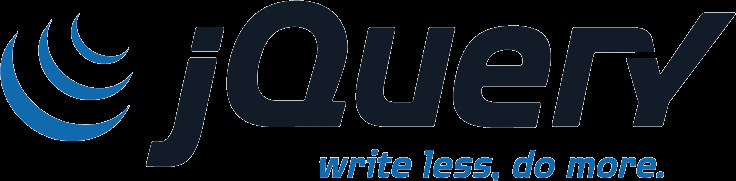 jQuery
write less, do more.